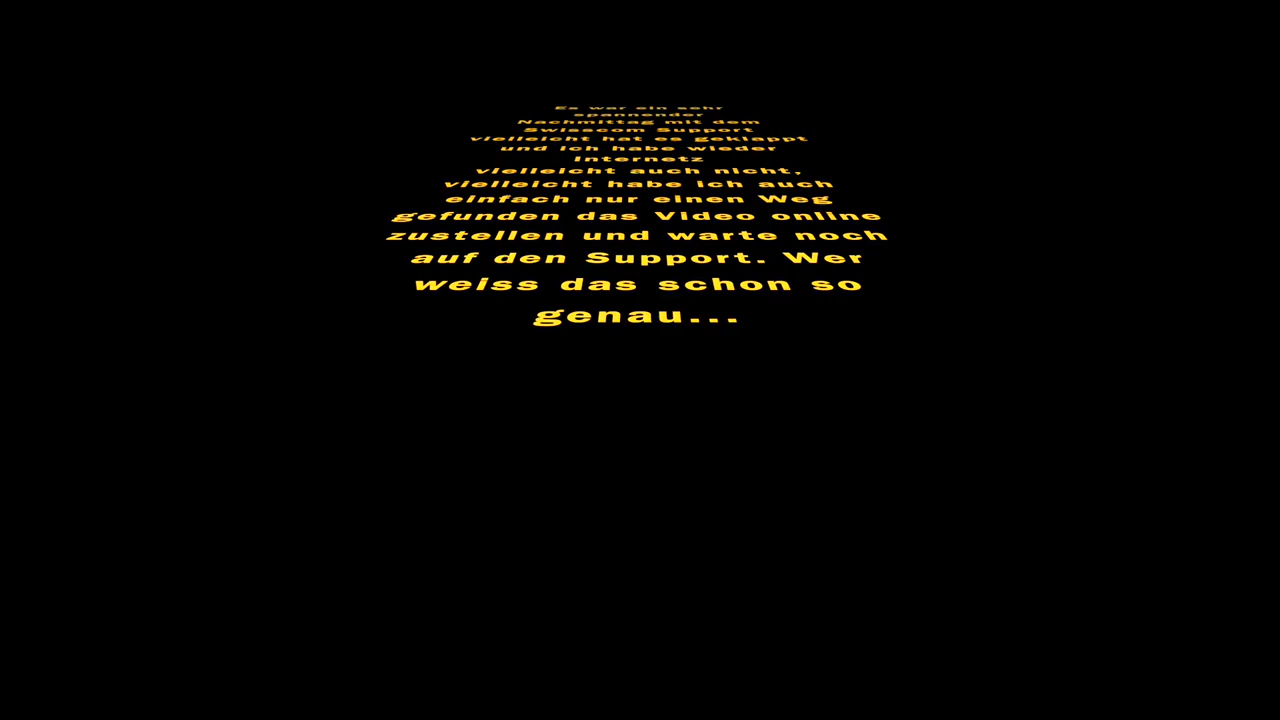 Es war ein sehr
spannender
Nachmittag mit dem
Swisscom Support
vielleicht hat es geklappt
und ich habe wieder
Internetz
vielleicht auch nicht,
vielleicht habe ich auch
einfach nur einen Weg
gefunden das Video online
zustellen und warte noch
auf den Support. Wer
weiss das schon so
genau...